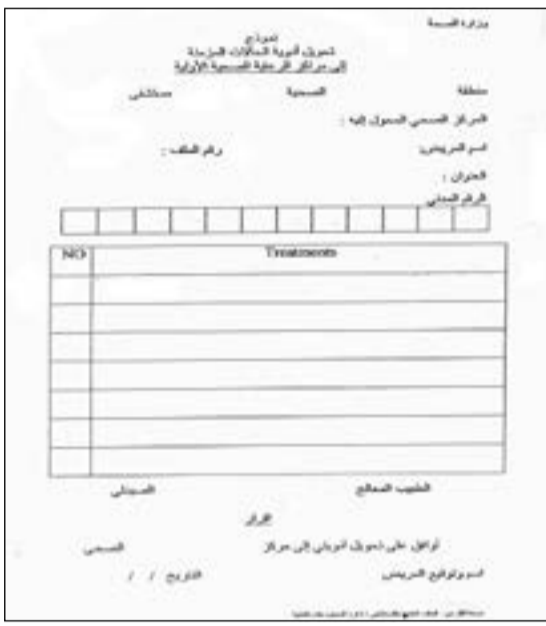 وزارة الصحة
نموذج
تحويل أدوية الحالات المزمنة
إلى مراكز الرعاية الصحية الأولية
منطقة الصحية مستشفى
المركز الصحي المحول إليه :
اسم المريض: رقم الملف :
العنوان :
الرقم المدني
NO Treatments
الطبيب المعالج الصيدلي
اقرار
أوافق على تحويل أدويتي إلى مركز الصحي
اسم وتوقيع المريض التاريخ / /